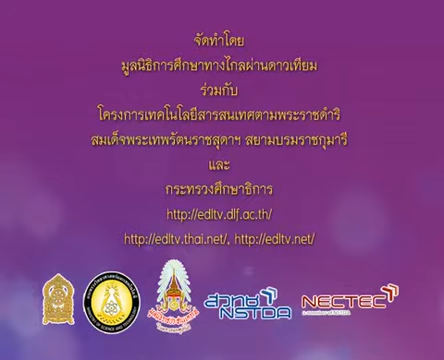 จัดทำโดย
มูลนิธิการศึกษาทางไกลผ่านดาวเทียม
ร่วมกับ
โครงการเทคโนโลยีสารสนเทศตามพระราชดำริ
สมเด็จพระเทพรัตนราชสุดาฯ สยามบรมราชกุมารี
และ
กระทรวงศึกษาธิการ
http://edltv.dlf.ac.th/
http://edltv.thai.net/, http://edltv.net/
สวทช
NSTDA
NECTEC
a member of NSTDA